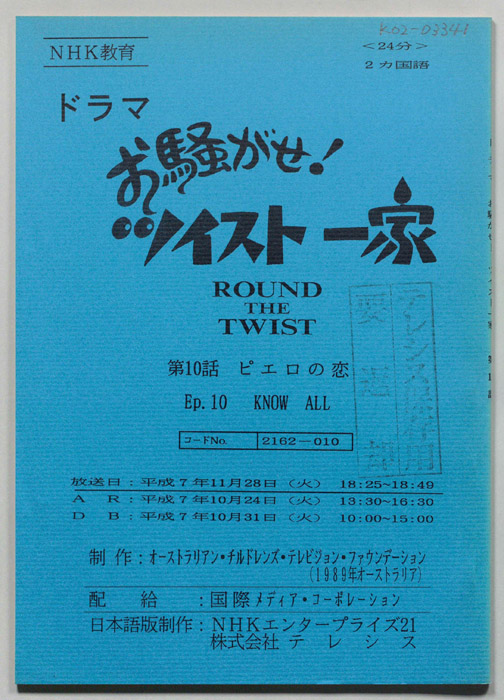 K02-03341
NHK教育
<24分>
2カ国語
ドラマ
お騒がせ!
ツイスト一家
ROUND
THE
TWIST
第10話 ピエロの恋
Ep.10 KNOW ALL
コードNo. 2162-010
放送日:平成7年11月28日(火) 18:25~18:49
AR:平成7年10月24日(火) 13:30~16:30
DB:平成7年10月31日(火) 10:00~15:00
制作:オーストラリアン・チルドレンズ・テレビジョン・ファウンデーション
(1989年オーストラリア)
配給:国際メディア・コーポレーション
日本語版制作:NHKエンタープライズ21
株式会社テレシス